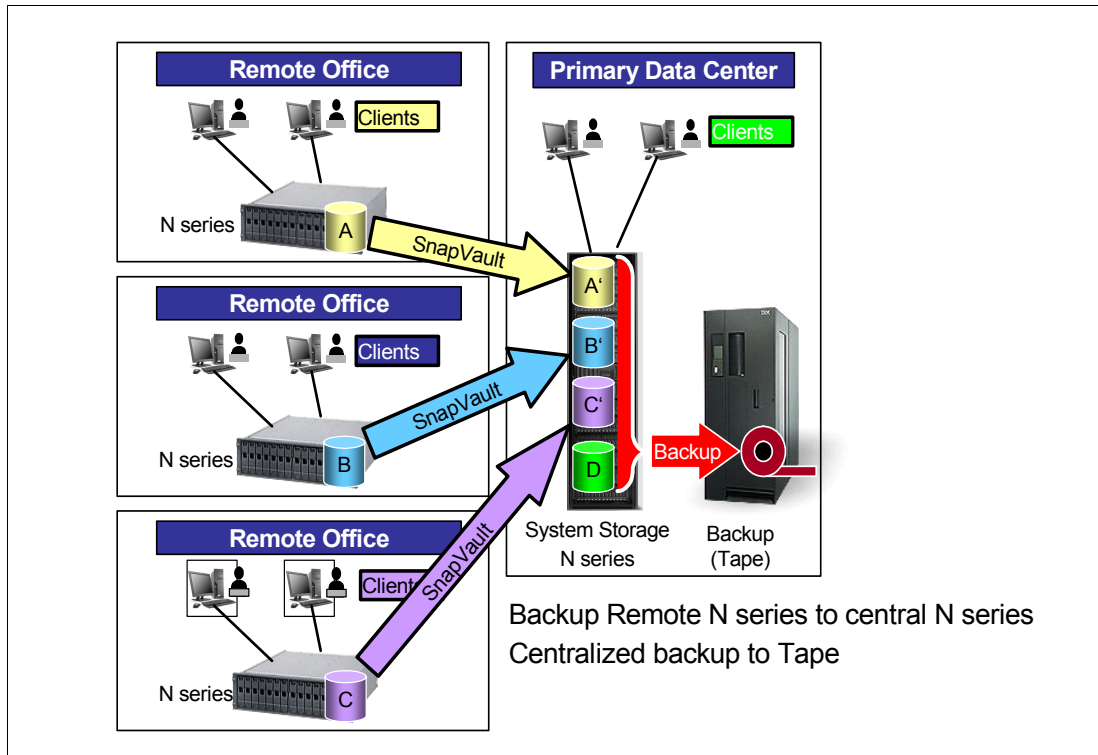 Remote Office
Clients
N series
A
SnapVault
Remote Office
Clients
N series
B
SnapVault
Remote Office
Clients
N series
C
SnapVault
Primary Data Center
Clients
A‘
B‘
C‘
D
Backup
System Storage
N series
Backup
(Tape)
Backup Remote N series to central N series
Centralized backup to Tape